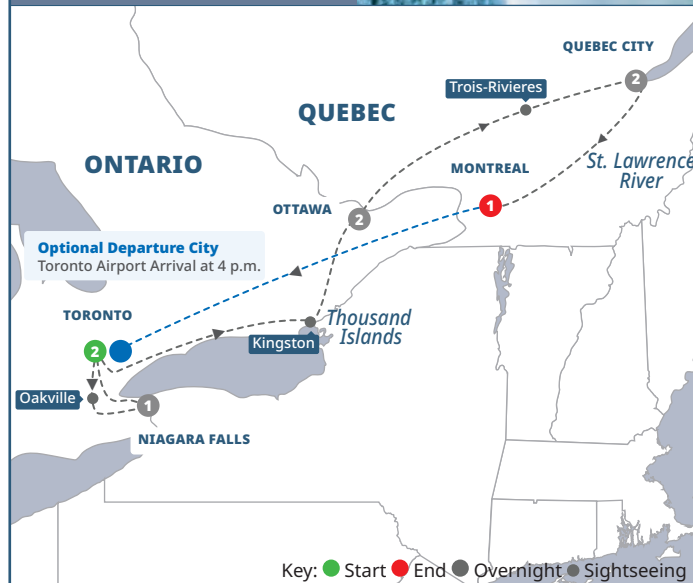 QUEBEC CITY
2
Trois-Rivieres
QUEBEC
ONTARIO
MONTREAL
St. Lawrence
River
1
OTTAWA
2
Optional Departure City
Toronto Airport Arrival at 4 p.m.
TORONTO
2
Thousand
Islands
Kingston
Oakville
1
NIAGARA FALLS
Key: Start End Overnight Sightseeing